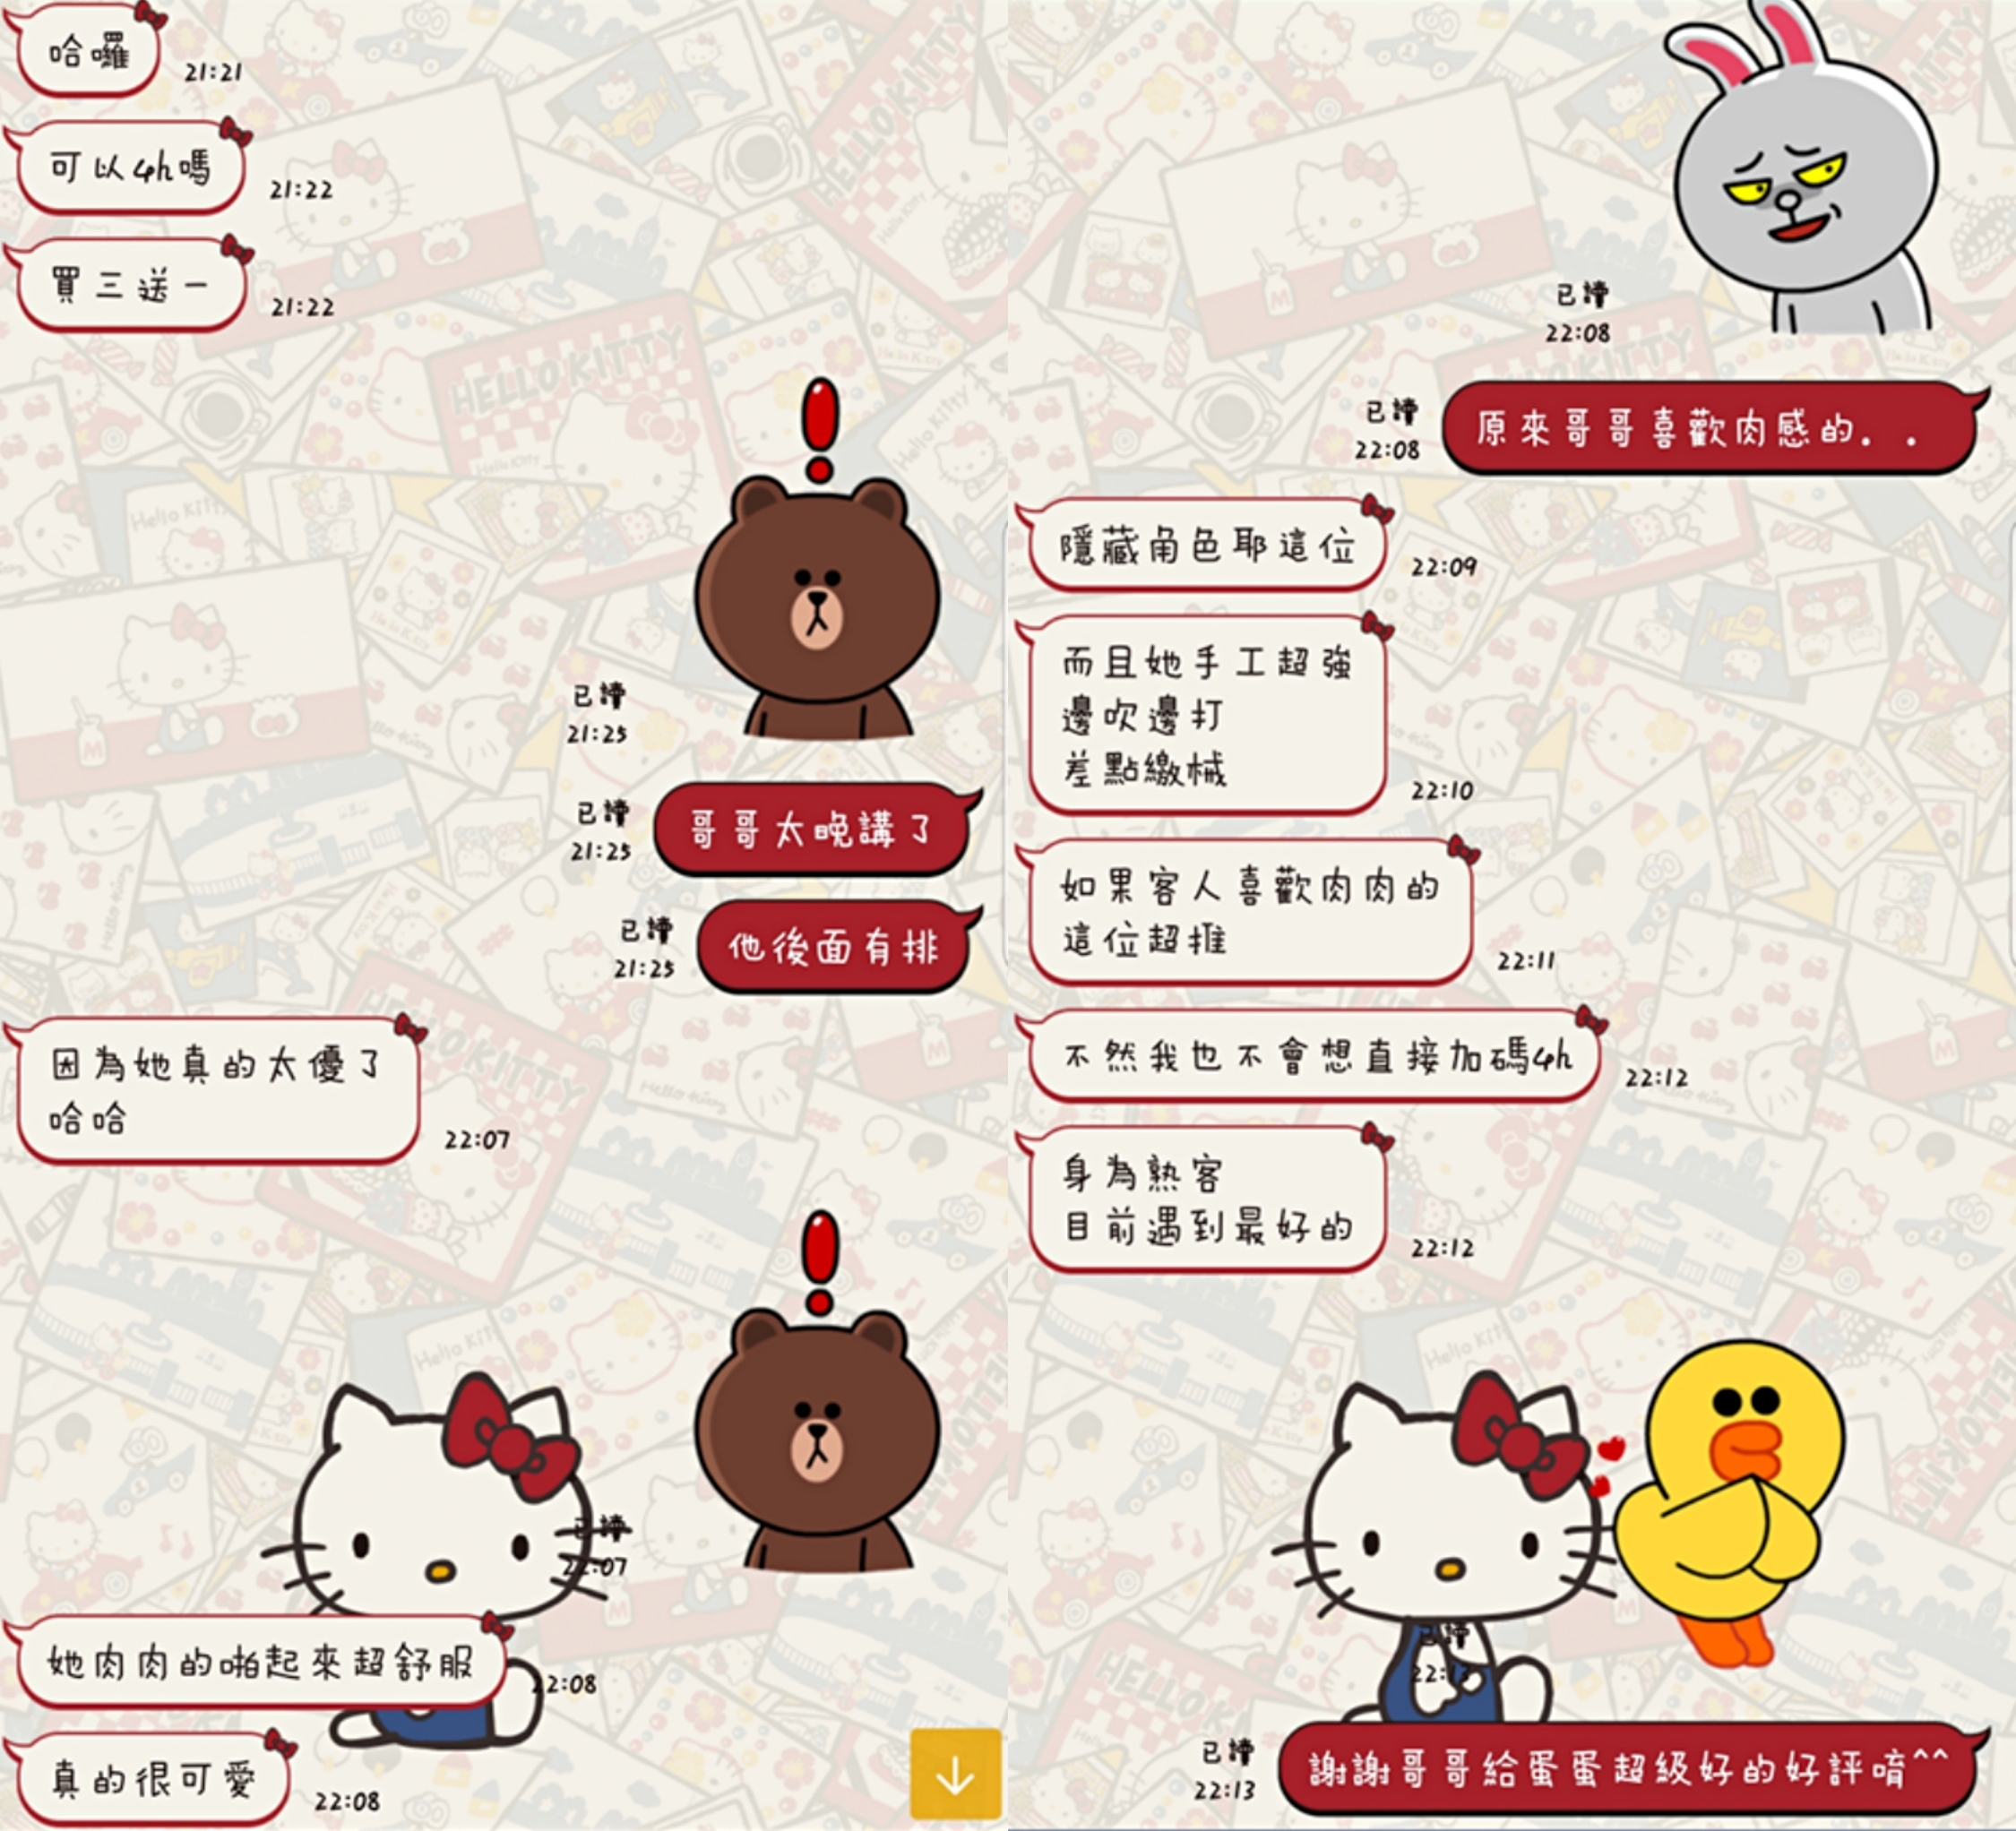 哈囉
21:21
可以4h嗎
21:22
買三送一
21:22
已讀
21:25
哥哥太晚講了
已讀
21:25
他後面有排
已讀
21:25
因為她真的太優了
哈哈
22:07
已讀
22:07
她肉肉的啪起來超舒服
22:08
真的很可愛
22:08
已讀
22:08
原來哥哥喜歡肉感的..
已讀
22:08
隱藏角色耶這位
22:09
而且她手工超強
邊吹邊打
差點繳械
22:10
如果客人喜歡肉肉的
這位超推
22:11
不然我也不會想直接加碼4h
22:12
身為熟客
目前遇到最好的
22:12
已讀
22:13
謝謝哥哥給蛋蛋超級好的好評唷^^
已讀
22:13
HELLO KITTY
Hello Kitty